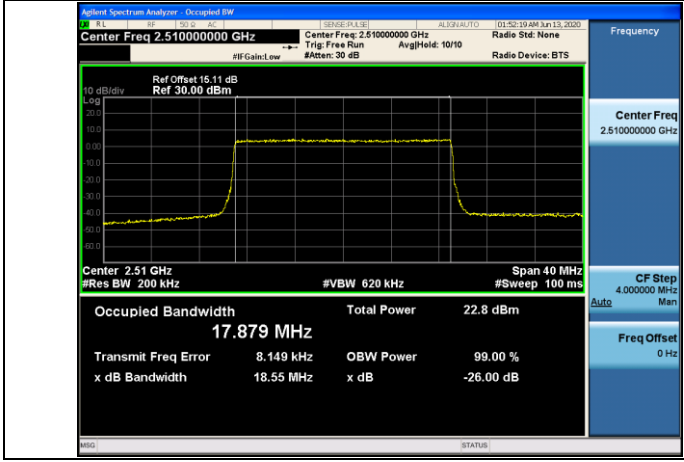 Agilent Spectrum Analyzer - Occupied BW
RL RF 50 Ω AC SENSE:PULSE ALIGNAUTO 01:52:19 AM Jun 13, 2020
Center Freq 2.510000000 GHz
Center Freq: 2.510000000 GHz
Radio Std: None
Trig: Free Run Avg|Hold: 10/10
#IFGain:Low #Atten: 30 dB Radio Device: BTS
Ref Offset 15.11 dB
10 dB/div Ref 30.00 dBm
Log
20.0
10.0
0.00
-10.0
-20.0
-30.0
-40.0
-50.0
-60.0
Center 2.51 GHz Span 40 MHz
#Res BW 200 kHz #VBW 620 kHz #Sweep 100 ms
Occupied Bandwidth Total Power 22.8 dBm
17.879 MHz
Transmit Freq Error 8.149 kHz OBW Power 99.00 %
x dB Bandwidth 18.55 MHz x dB -26.00 dB
MSG STATUS
Frequency
Center Freq
2.510000000 GHz
CF Step
4.000000 MHz
Auto Man
Freq Offset
0 Hz